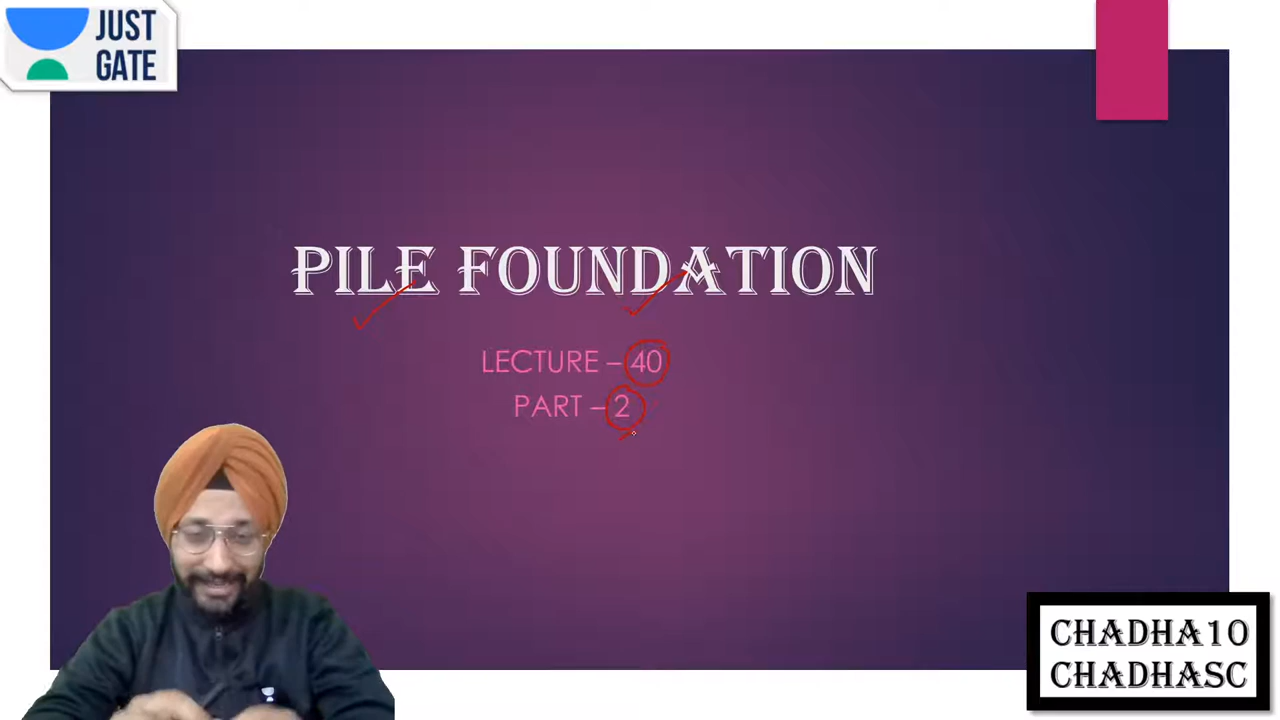 JUST
GATE
PILE FOUNDATION
LECTURE – 40
PART – 2
CHADHA10
CHADHASC